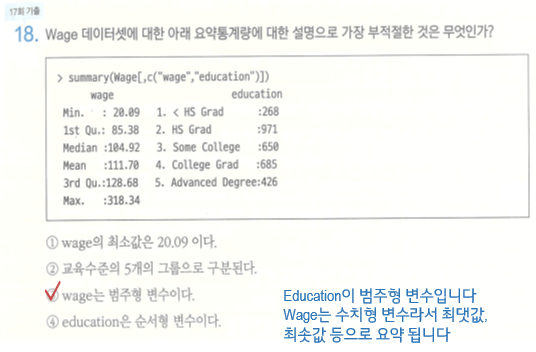 17회 기출
18. Wage 데이터셋에 대한 아래 요약통계량에 대한 설명으로 가장 부적절한 것은 무엇인가?
> summary(Wage[,c("wage","education")])
wage education
Min. : 20.09 1. < HS Grad :268
1st Qu.: 85.38 2. HS Grad :971
Median :104.92 3. Some College :650
Mean :111.70 4. College Grad :685
3rd Qu.:128.68 5. Advanced Degree:426
Max. :318.34
① wage의 최소값은 20.09 이다.
② 교육수준의 5개의 그룹으로 구분된다.
③ wage는 범주형 변수이다.
④ education은 순서형 변수이다.
Education이 범주형 변수입니다
Wage는 수치형 변수라서 최댓값,
최솟값 등으로 요약 됩니다